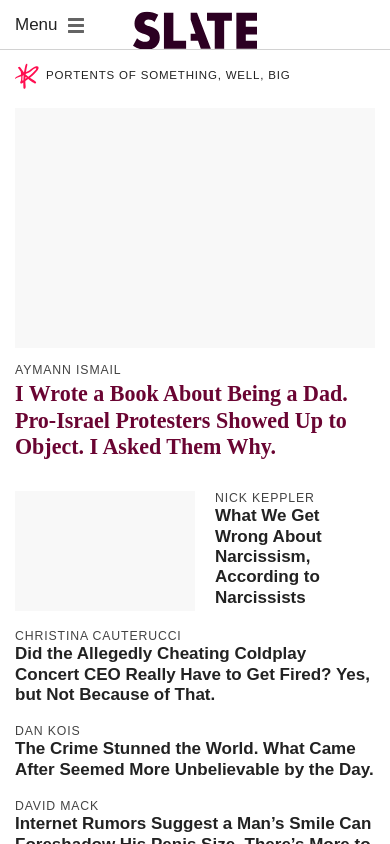 Menu
SLATE
PORTENTS OF SOMETHING, WELL, BIG
AYMANN ISMAIL
I Wrote a Book About Being a Dad.
Pro-Israel Protesters Showed Up to
Object. I Asked Them Why.
NICK KEPPLER
What We Get
Wrong About
Narcissism,
According to
Narcissists
CHRISTINA CAUTERUCCI
Did the Allegedly Cheating Coldplay
Concert CEO Really Have to Get Fired? Yes,
but Not Because of That.
DAN KOIS
The Crime Stunned the World. What Came
After Seemed More Unbelievable by the Day.
DAVID MACK
Internet Rumors Suggest a Man’s Smile Can
Foreshadow His Penis Size. There’s More to